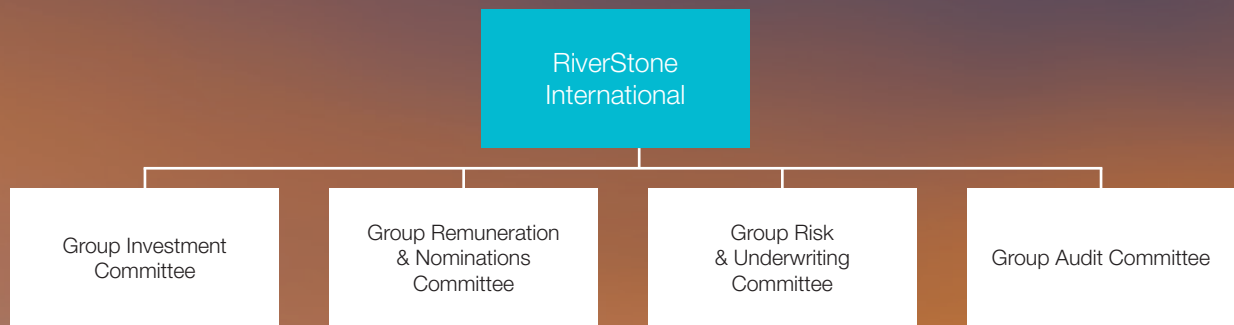 RiverStone
International
Group Investment
Committee
Group Remuneration
& Nominations
Committee
Group Risk
& Underwriting
Committee
Group Audit Committee